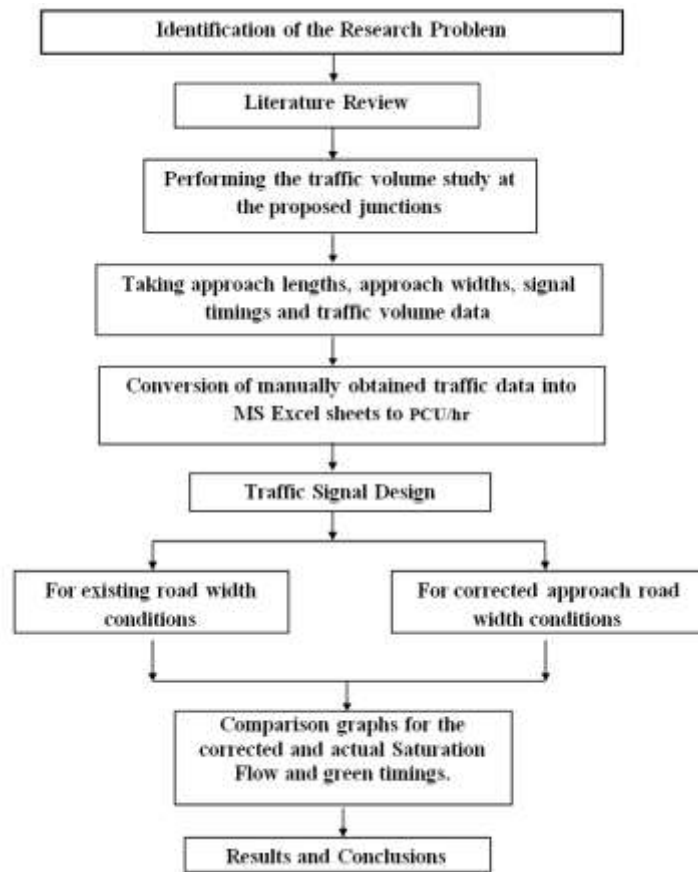 Identification of the Research Problem
Literature Review
Performing the traffic volume study at
the proposed junctions
Taking approach lengths, approach widths, signal
timings and traffic volume data
Conversion of manually obtained traffic data into
MS Excel sheets to PCU/hr
Traffic Signal Design
For existing road width
conditions
For corrected approach road
width conditions
Comparison graphs for the
corrected and actual Saturation
Flow and green timings.
Results and Conclusions